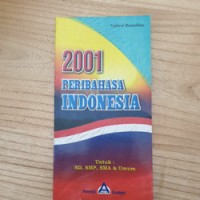 2001
PERIBAHASA
INDONESIA
Untuk :
SD, SMP, SMA & Umum